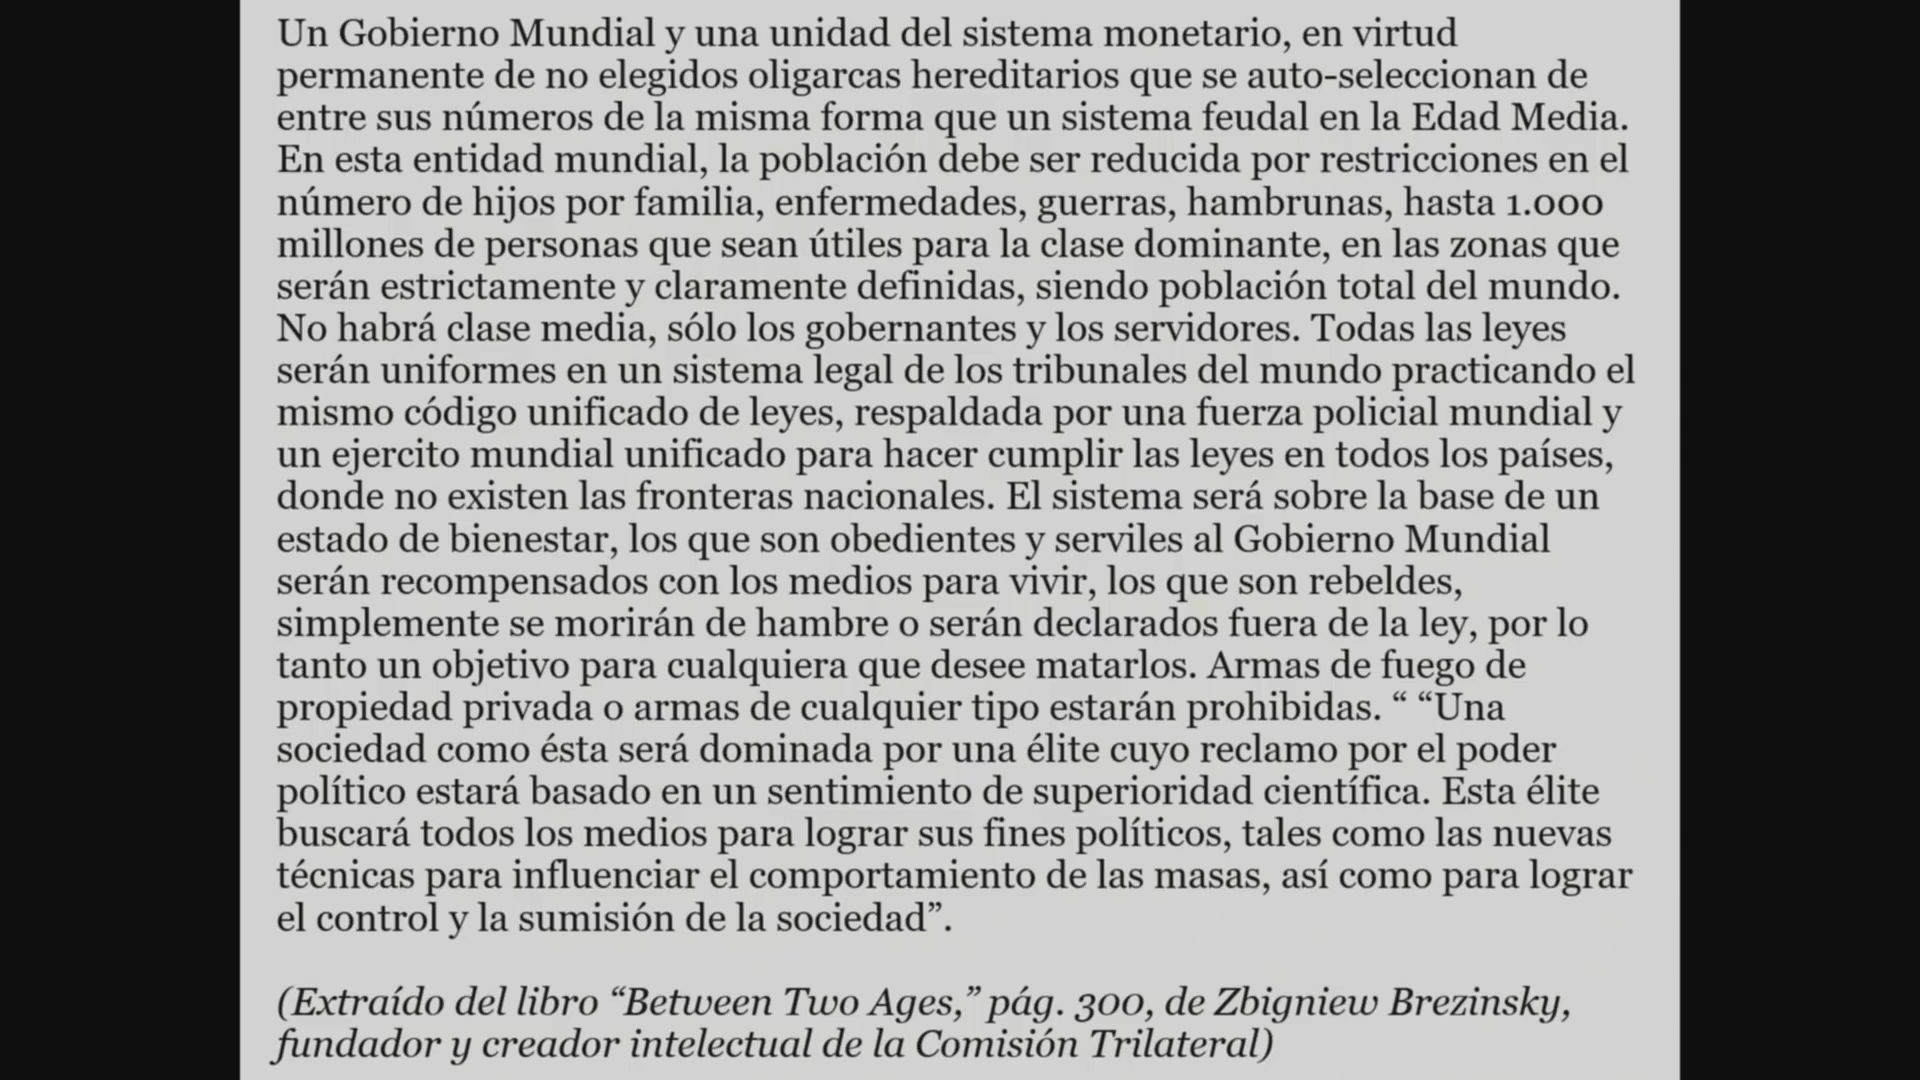 Un Gobierno Mundial y una unidad del sistema monetario, en virtud
permanente de no elegidos oligarcas hereditarios que se auto-seleccionan de
entre sus números de la misma forma que un sistema feudal en la Edad Media.
En esta entidad mundial, la población debe ser reducida por restricciones en el
número de hijos por familia, enfermedades, guerras, hambrunas, hasta 1.000
millones de personas que sean útiles para la clase dominante, en las zonas que
serán estrictamente y claramente definidas, siendo población total del mundo.
No habrá clase media, sólo los gobernantes y los servidores. Todas las leyes
serán uniformes en un sistema legal de los tribunales del mundo practicando el
mismo código unificado de leyes, respaldada por una fuerza policial mundial y
un ejercito mundial unificado para hacer cumplir las leyes en todos los países,
donde no existen las fronteras nacionales. El sistema será sobre la base de un
estado de bienestar, los que son obedientes y serviles al Gobierno Mundial
serán recompensados con los medios para vivir, los que son rebeldes,
simplemente se morirán de hambre o serán declarados fuera de la ley, por lo
tanto un objetivo para cualquiera que desee matarlos. Armas de fuego de
propiedad privada o armas de cualquier tipo estarán prohibidas. “ “Una
sociedad como ésta será dominada por una élite cuyo reclamo por el poder
político estará basado en un sentimiento de superioridad científica. Esta élite
buscará todos los medios para lograr sus fines políticos, tales como las nuevas
técnicas para influenciar el comportamiento de las masas, así como para lograr
el control y la sumisión de la sociedad”.
(Extraído del libro “Between Two Ages,” pág. 300, de Zbigniew Brezinsky,
fundador y creador intelectual de la Comisión Trilateral)